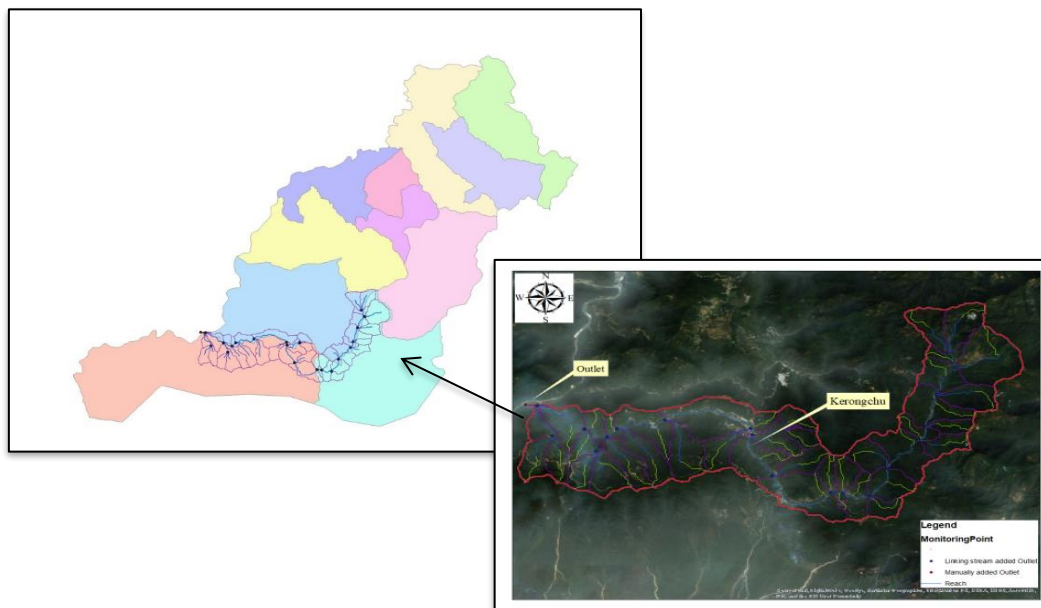 N
W E
S
Outlet
Kerongchu
Legend
MonitoringPoint
Linking stream added Outlet
Manually added Outlet
Reach